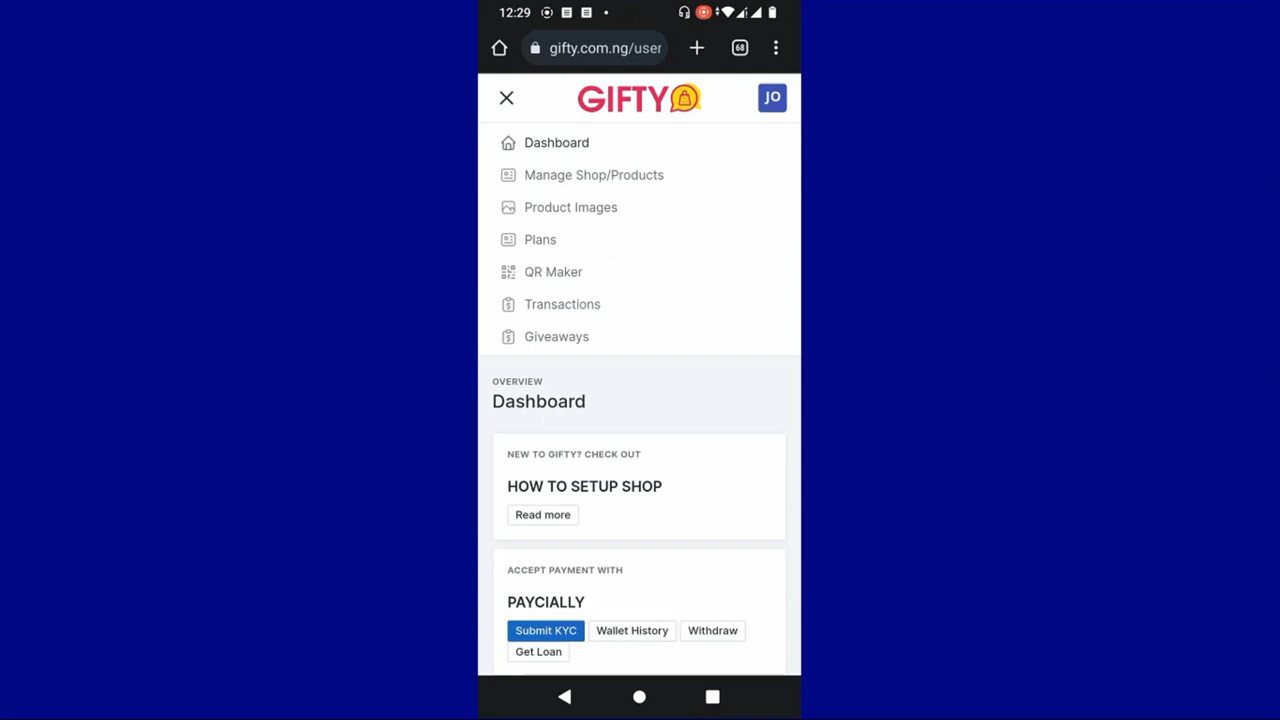 12:29
gifty.com.ng/user
68
GIFTY
JO
Dashboard
Manage Shop/Products
Product Images
Plans
QR Maker
Transactions
Giveaways
OVERVIEW
Dashboard
NEW TO GIFTY? CHECK OUT
HOW TO SETUP SHOP
Read more
ACCEPT PAYMENT WITH
PAYCIALLY
Submit KYC Wallet History Withdraw
Get Loan